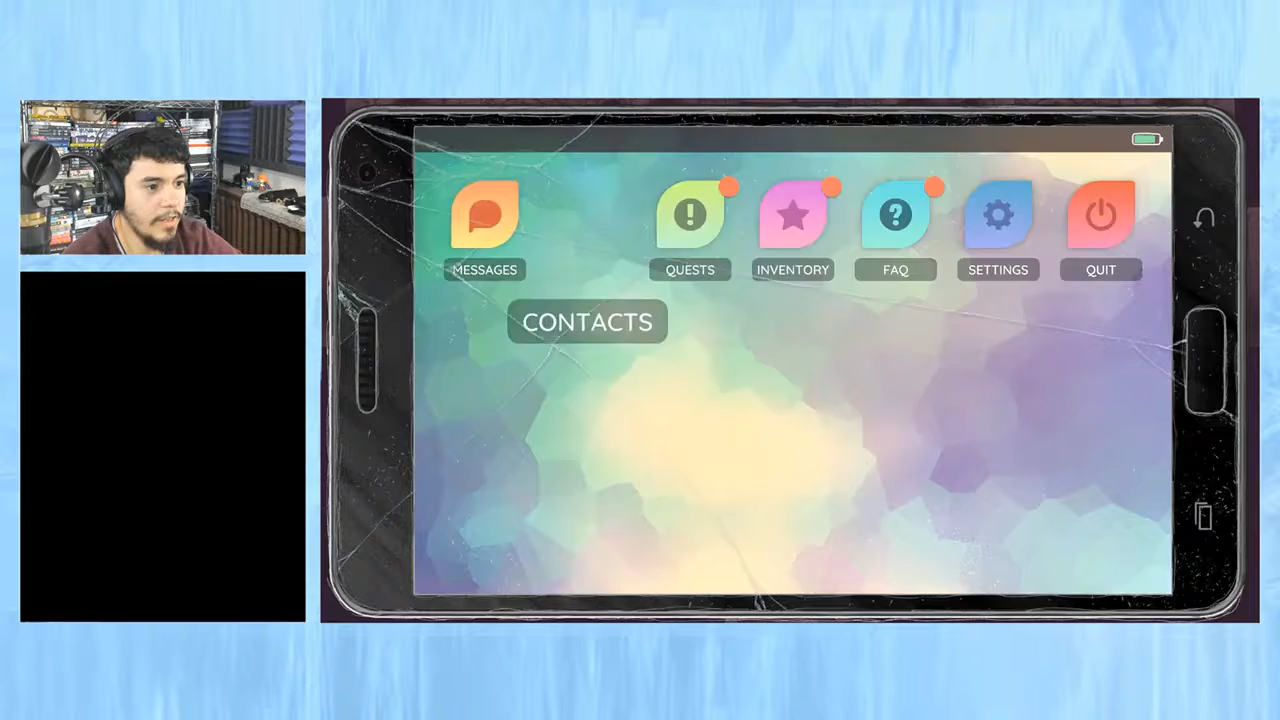 MESSAGES
QUESTS
INVENTORY
FAQ
SETTINGS
QUIT
CONTACTS